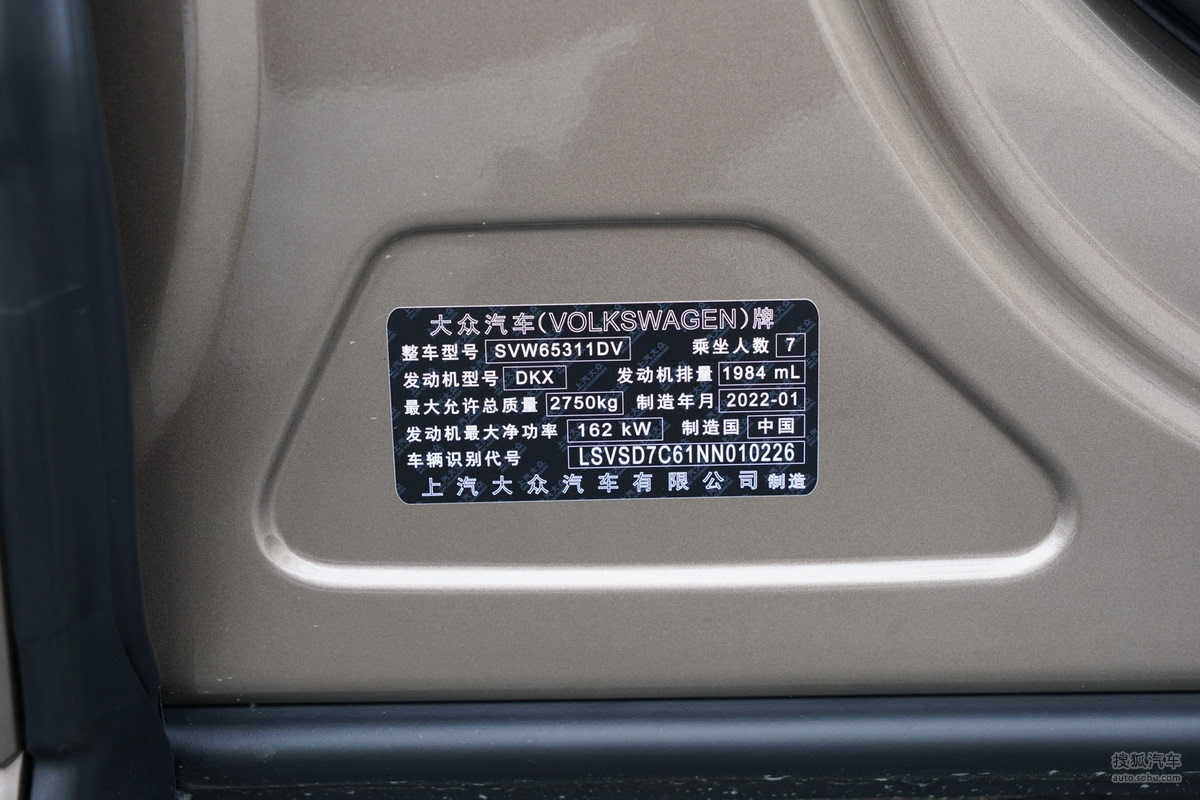 大众汽车(VOLKSWAGEN)牌
整车型号 SVW65311DV 乘坐人数 7
发动机型号 DKX 发动机排量 1984 mL
最大允许总质量 2750kg 制造年月 2022-01
发动机最大净功率 162 kW 制造国 中国
车辆识别代号 LSVSD7C61NN010226
上汽大众汽车有限公司 制造
搜狐汽车
auto.sohu.com